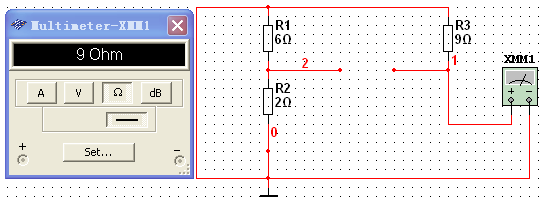 Multimeter-XMM1
9 Ohm
A V Ω dB
+ -
Set...
R1
6Ω
R3
9Ω
XMM1
2
1
R2
2Ω
0
+ -